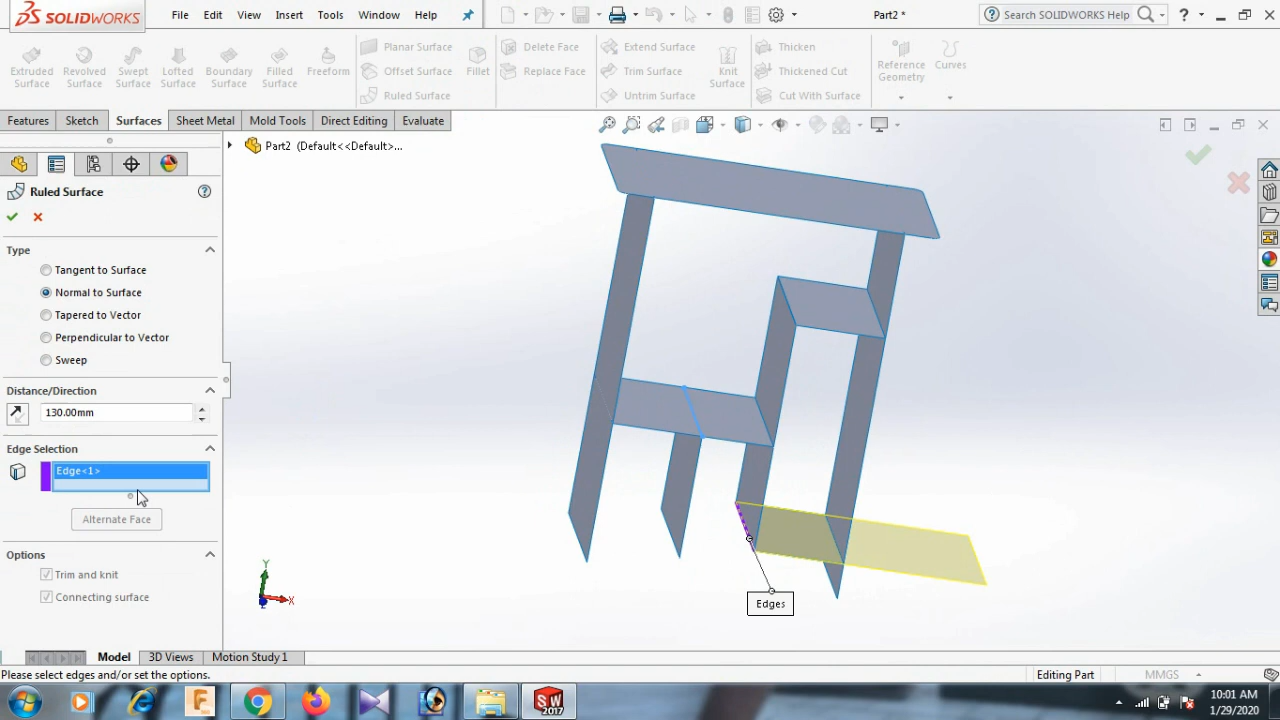 SOLIDWORKS File Edit View Insert Tools Window Help Part2 * Search SOLIDWORKS Help ?
Extruded Surface
Revolved Surface
Swept Surface
Lofted Surface
Boundary Surface
Filled Surface
Freeform
Planar Surface
Offset Surface
Ruled Surface
Fillet
Delete Face
Replace Face
Extend Surface
Trim Surface
Untrim Surface
Knit Surface
Thicken
Thickened Cut
Cut With Surface
Reference Geometry
Curves
Features Sketch Surfaces Sheet Metal Mold Tools Direct Editing Evaluate
Part2 (Default<<Default>...
Ruled Surface ?
Type
Tangent to Surface
Normal to Surface
Tapered to Vector
Perpendicular to Vector
Sweep
Distance/Direction
130.00mm
Edge Selection
Edge<1>
Alternate Face
Options
Trim and knit
Connecting surface
Edges
Y
X
Z
Model 3D Views Motion Study 1
Please select edges and/or set the options. Editing Part MMGS
SW 2017
10:01 AM
1/29/2020